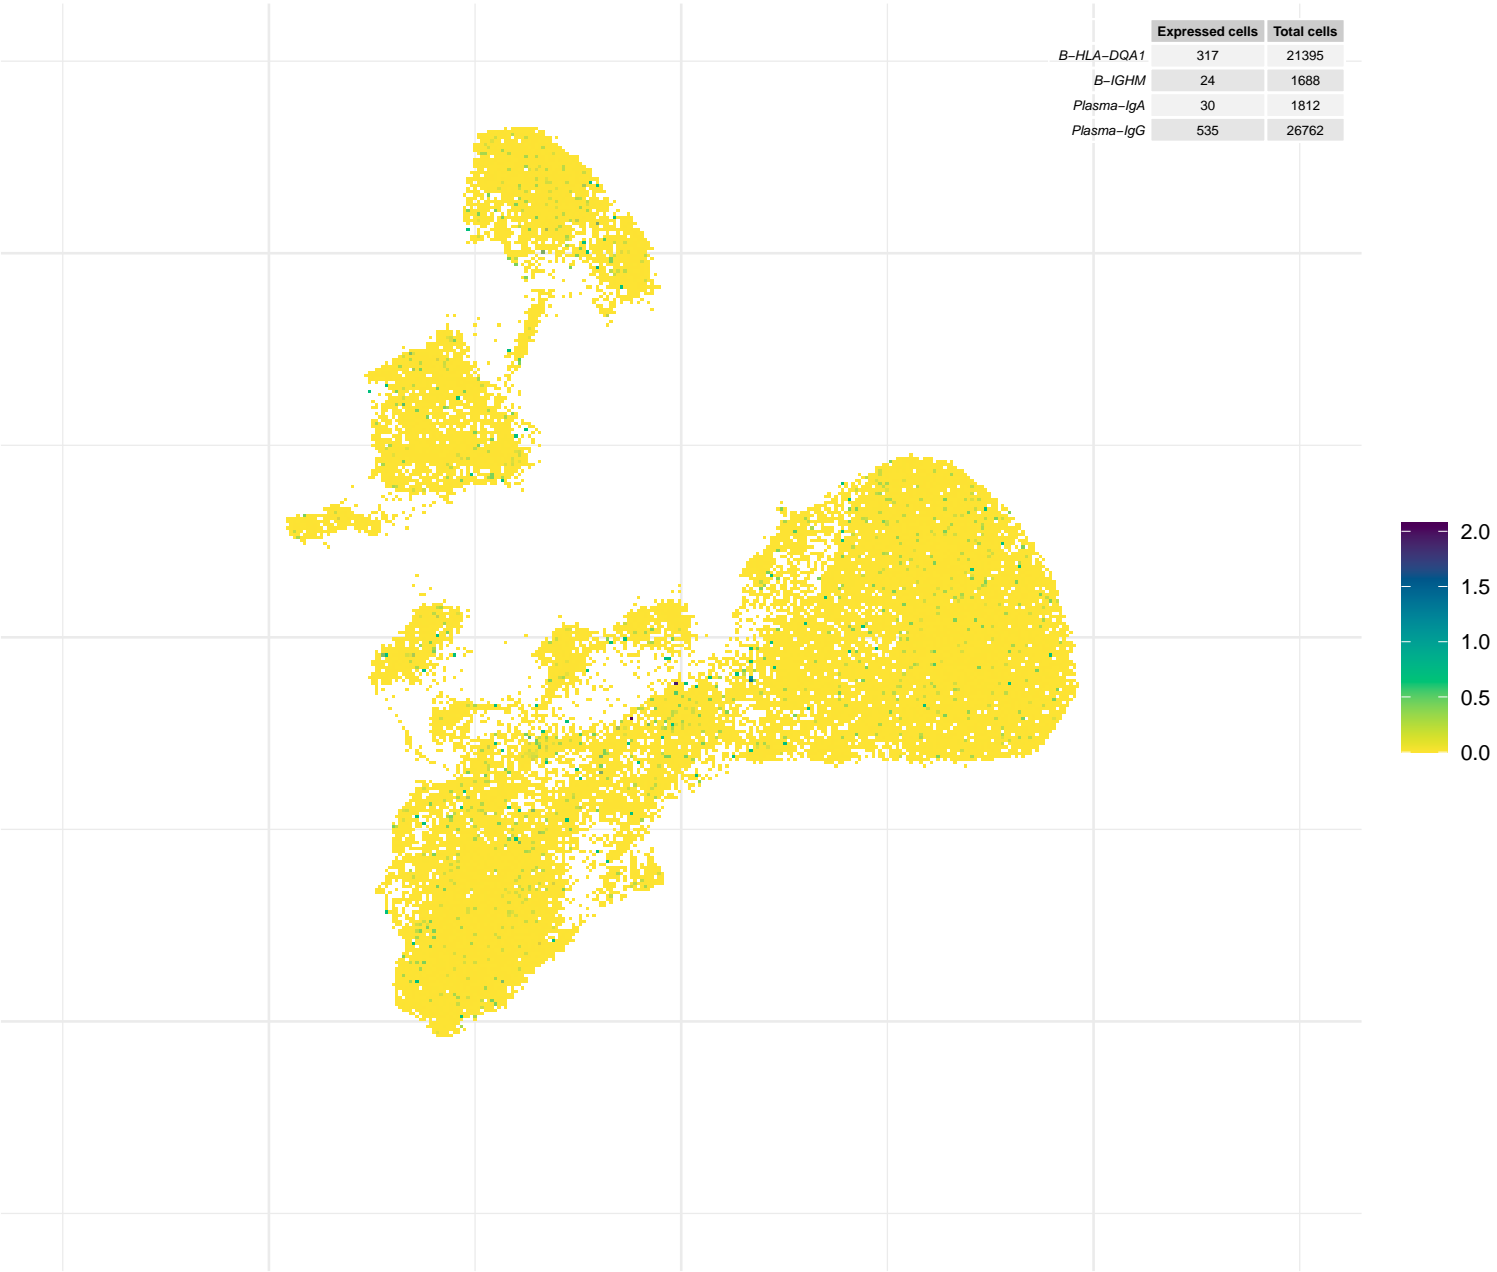 Expressed cells Total cells
B−HLA−DQA1 317 21395
B−IGHM 24 1688
Plasma−IgA 30 1812
Plasma−IgG 535 26762
2.0
1.5
1.0
0.5
0.0